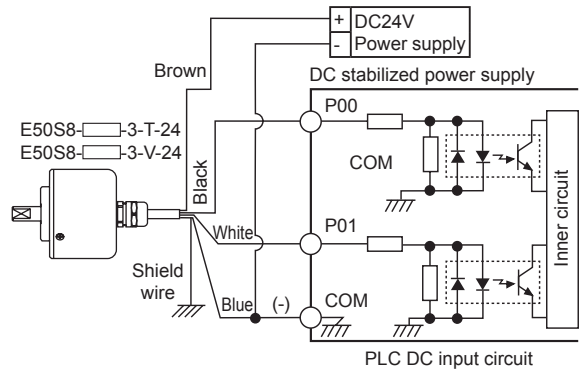 + DC24V
- Power supply
Brown
DC stabilized power supply
E50S8-      -3-T-24
E50S8-      -3-V-24
P00
COM
Black
White
P01
Shield
wire
Blue
(-)
COM
Inner circuit
PLC DC input circuit